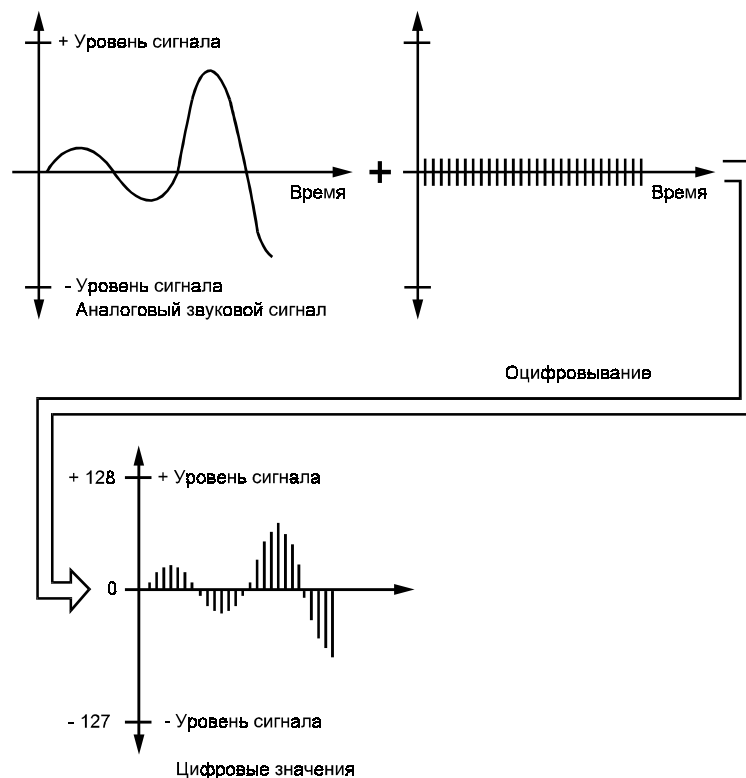 + Уровень сигнала
+
Время
Время
- Уровень сигнала
Аналоговый звуковой сигнал
Оцифровывание
+ 128
+ Уровень сигнала
0
- 127
- Уровень сигнала
Цифровые значения